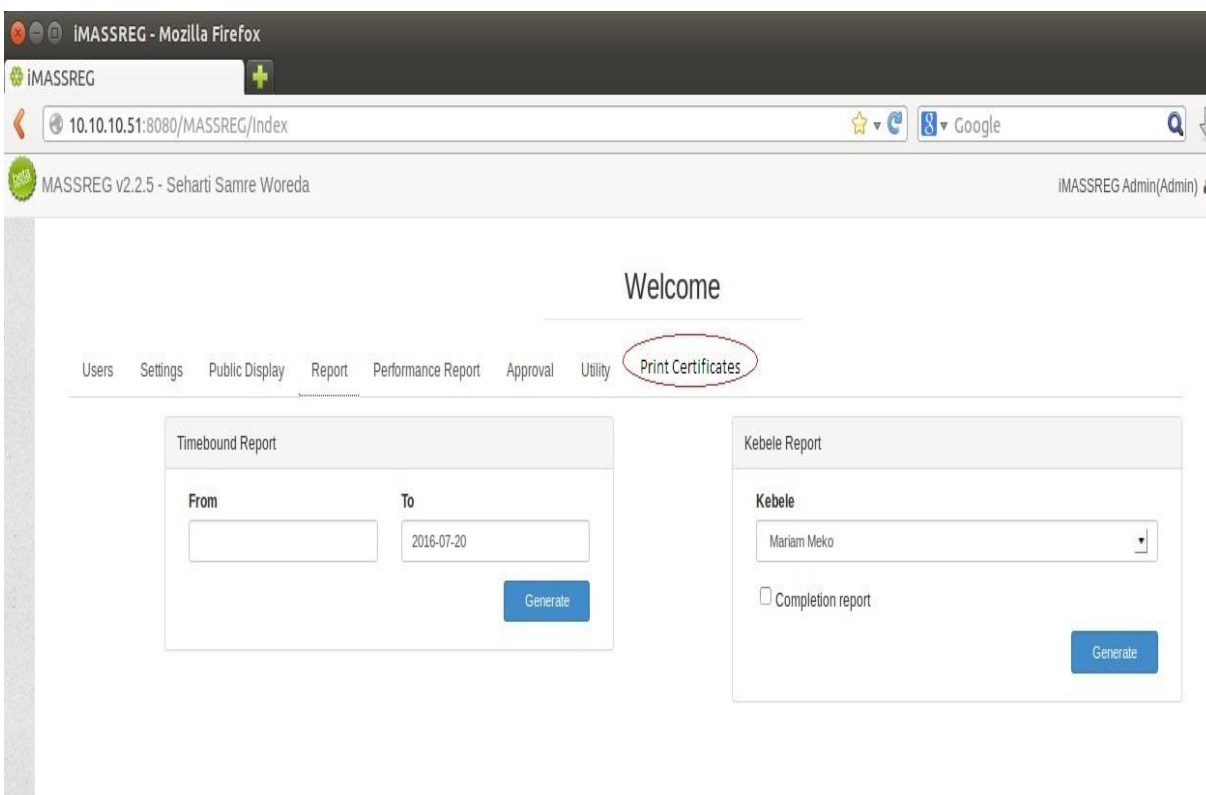 iMASSREG - Mozilla Firefox
iMASSREG
10.10.10.51:8080/MASSREG/Index
8 Google
beta
MASSREG v2.2.5 - Seharti Samre Woreda
iMASSREG Admin(Admin)
Welcome
Users Settings Public Display Report Performance Report Approval Utility Print Certificates
Timebound Report
From To
2016-07-20
Generate
Kebele Report
Kebele
Mariam Meko
Completion report
Generate